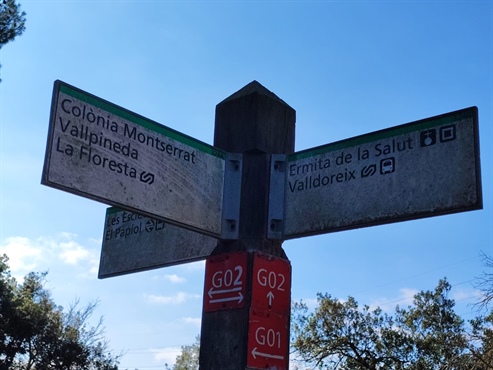 Colònia Montserrat
Vallpineda
La Floresta
Ermita de la Salut
Valldoreix
El Papiol
G02
G02
G01